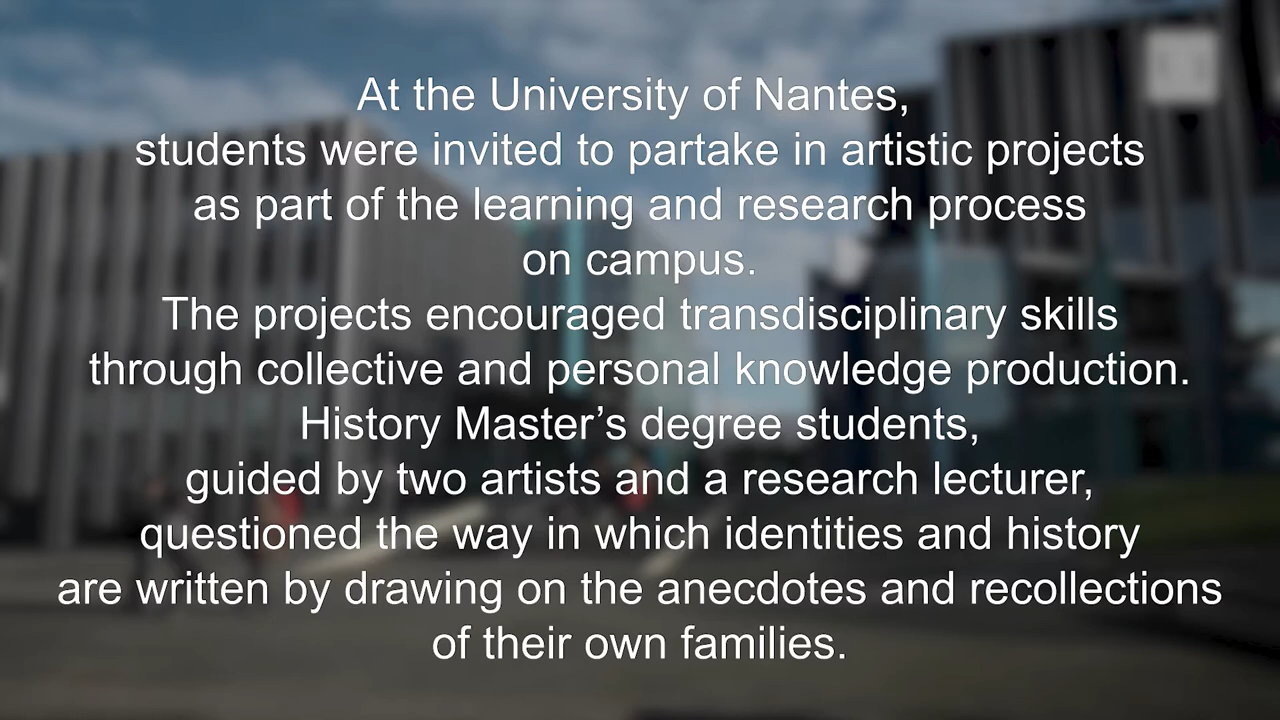 At the University of Nantes,
students were invited to partake in artistic projects
as part of the learning and research process
on campus.
The projects encouraged transdisciplinary skills
through collective and personal knowledge production.
History Master’s degree students,
guided by two artists and a research lecturer,
questioned the way in which identities and history
are written by drawing on the anecdotes and recollections
of their own families.